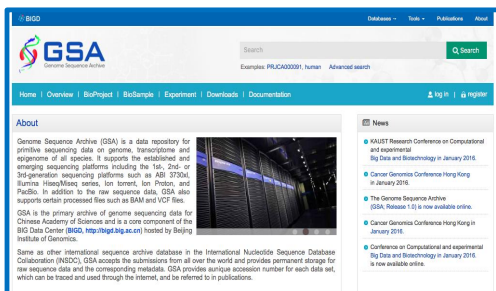 BIGD
Databases Tools Publications About
GSA
Genome Sequence Archive
Search
Search
Examples: PRJCA000091, human Advanced search
Home | Overview | BioProject | BioSample | Experiment | Downloads | Documentation
log in | register
About
Genome Sequence Archive (GSA) is a data repository for
primitive sequencing data on genome, transcriptome and
epigenome of all species. It supports the established and
emerging sequencing platforms including the 1st-, 2nd- or
3rd-generation sequencing platforms such as ABI 3730xl,
Illumina Hiseq/Miseq series, Ion torrent, Ion Proton, and
PacBio. In addition to the raw sequence data, GSA also
supports certain processed files such as BAM and VCF files.
GSA is the primary archive of genome sequencing data for
Chinese Academy of Sciences and is a core component of the
BIG Data Center (BIGD, http://bigd.big.ac.cn) hosted by Beijing
Institute of Genomics.
Same as other international sequence archive database in the International Nucleotide Sequence Database
Collaboration (INSDC), GSA accepts the submissions from all over the world and provides permanent storage for
raw sequence data and the corresponding metadata. GSA provides aunique accession number for each data set,
which can be traced and used through the internet, and be referred to in publications.
News
KAUST Research Conference on Computational
and experimental
Big Data and Biotechnology in January 2016.
Cancer Genomics Conference Hong Kong
in January 2016.
The Genome Sequence Archive
(GSA; Release 1.0) is now available online.
Cancer Genomics Conference Hong Kong in
January 2016.
Conference on Computational and experimental
Big Data and Biotechnology in January 2016.
is now available online.